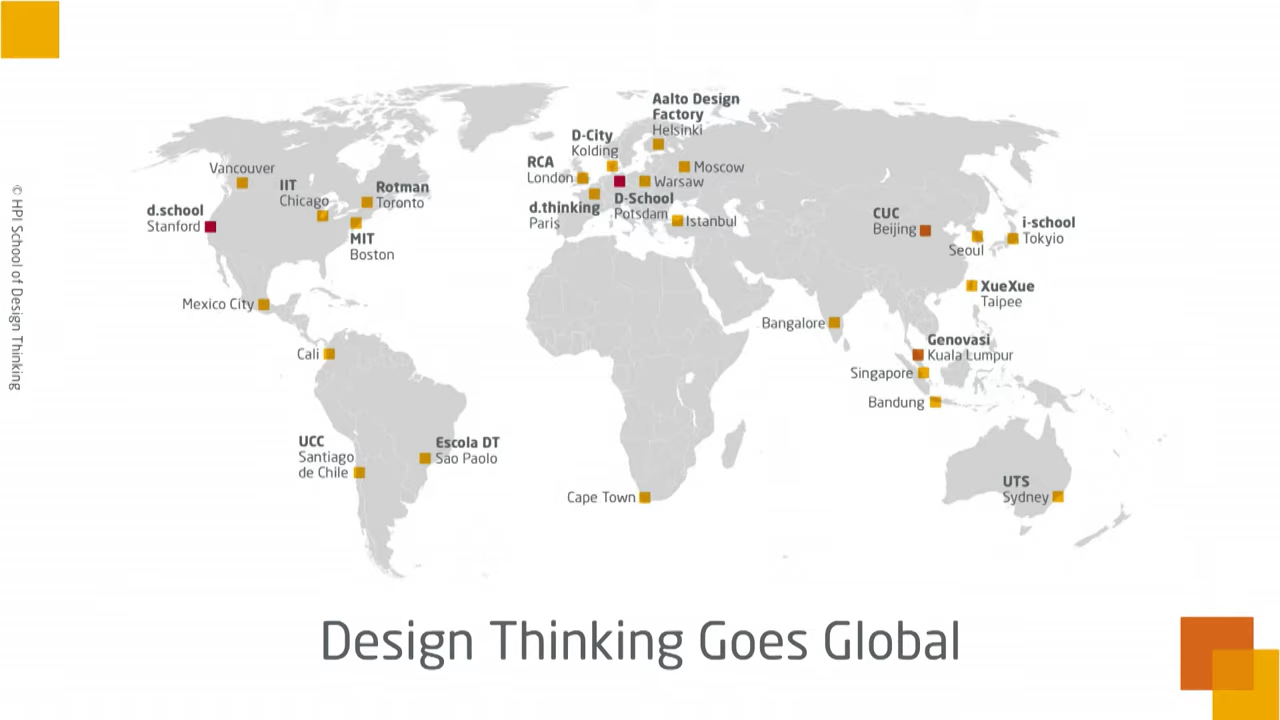 Aalto Design
Factory
Helsinki
D-City
Kolding
RCA
London
Moscow
Warsaw
D-School
Potsdam
d.thinking
Paris
Istanbul
Vancouver
IIT
Chicago
Rotman
Toronto
d.school
Stanford
MIT
Boston
CUC
Beijing
Seoul
i-school
Tokyio
XueXue
Taipee
Mexico City
Bangalore
Genovasi
Kuala Lumpur
Cali
Singapore
Bandung
UCC
Santiago
de Chile
Escola DT
Sao Paolo
Cape Town
UTS
Sydney
© HPI School of Design Thinking
Design Thinking Goes Global